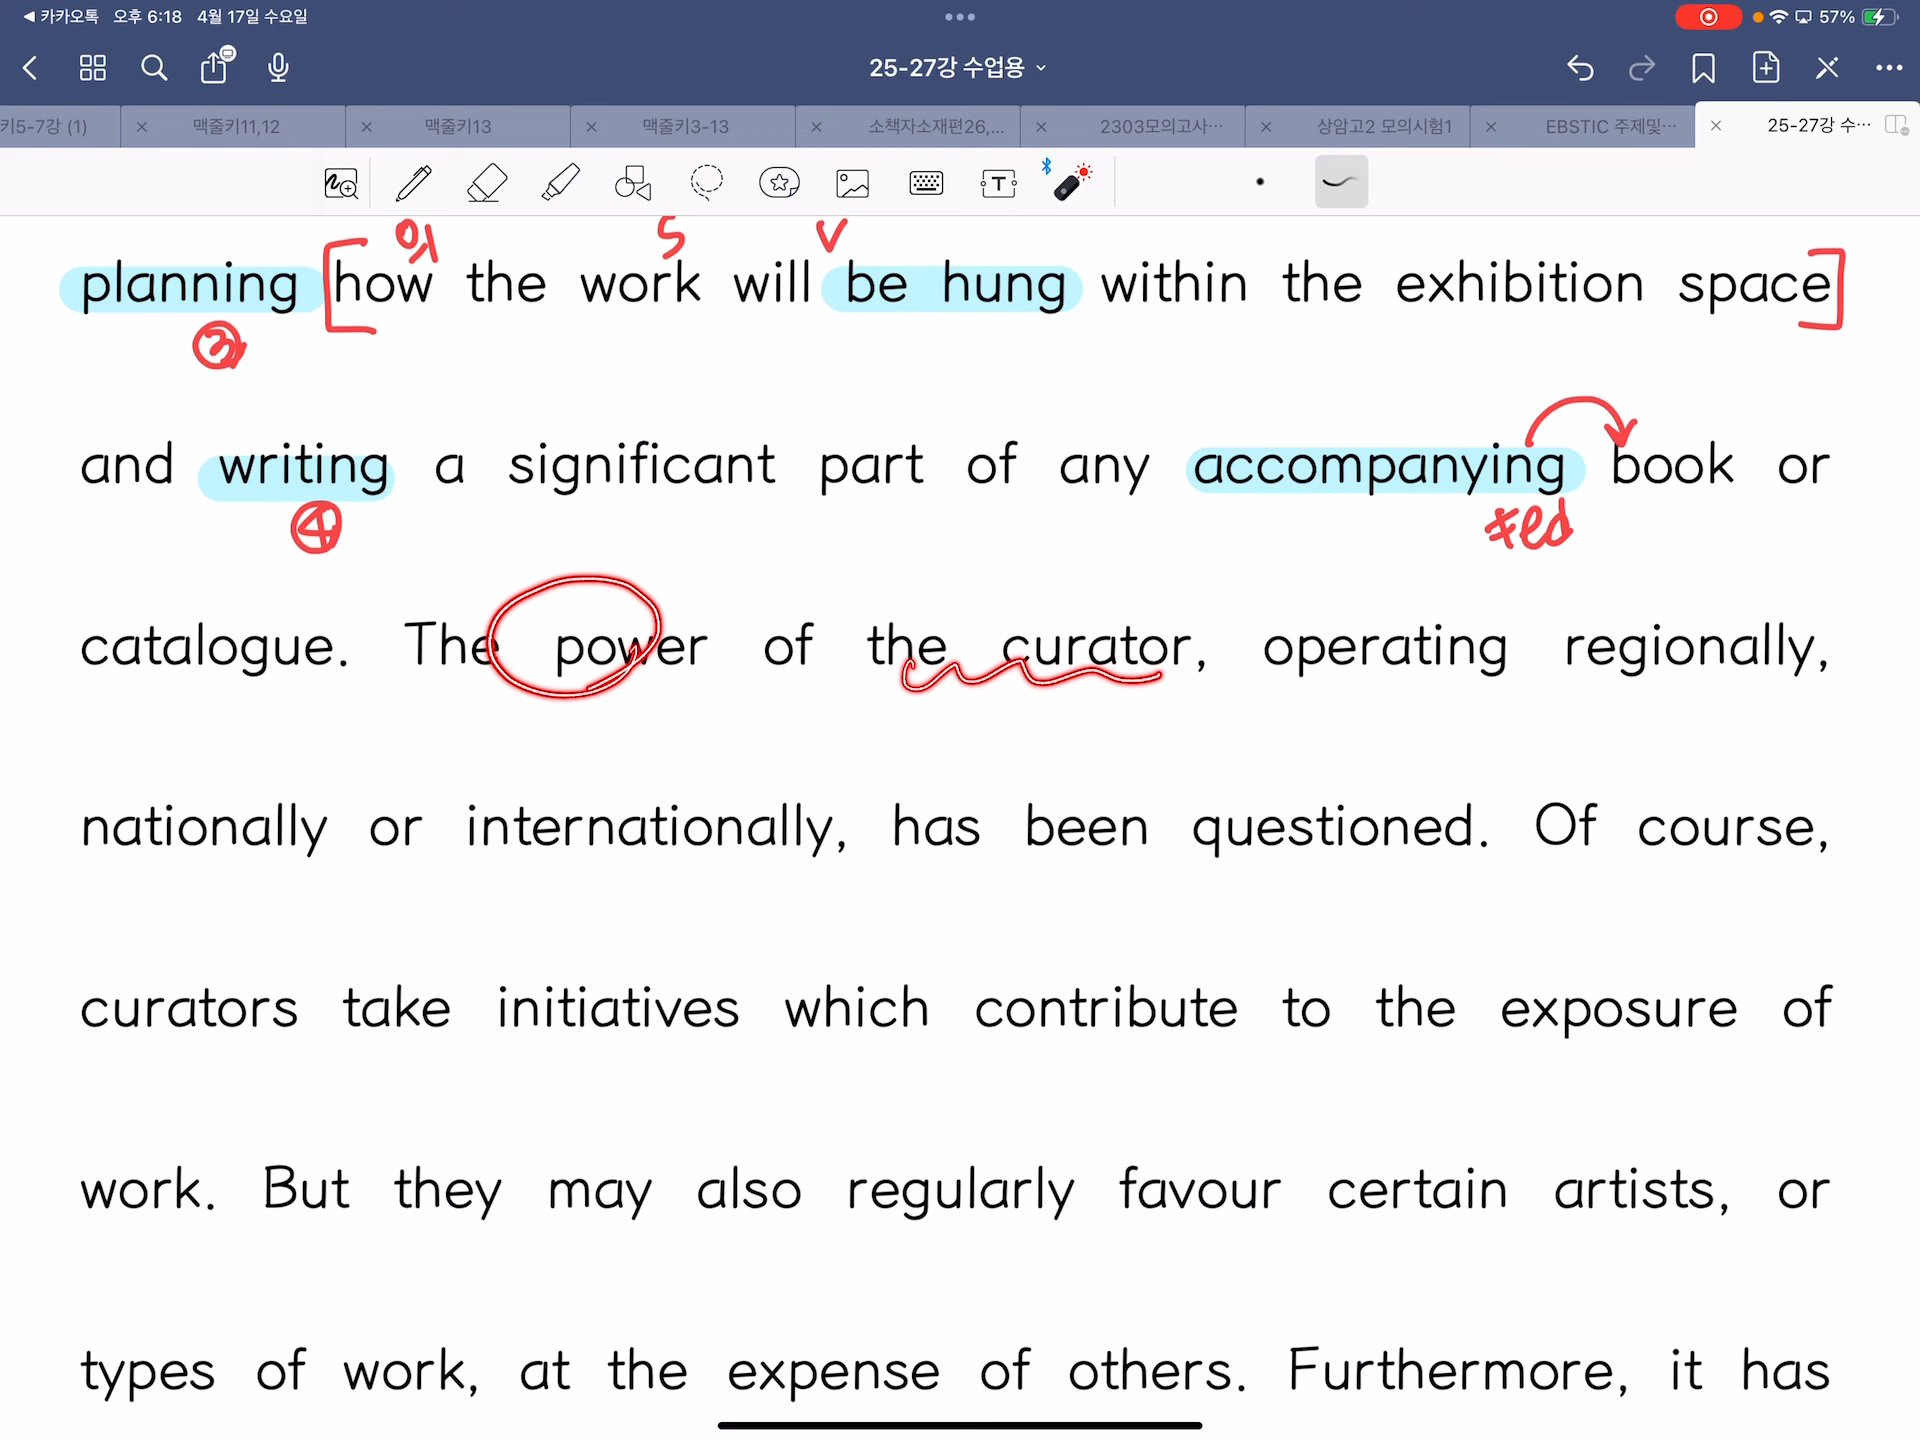 ◀ 카카오톡 오후 6:18 4월 17일 수요일
57%
25-27강 수업용
키5-7강 (1)
맥줄키11,12
맥줄키13
맥줄키3-13
소책자소재편26,...
2303모의고사...
상암고2 모의시험1
EBSTIC 주제및...
25-27강 수...
의 S V
planning [how the work will be hung within the exhibition space]
③
and writing a significant part of any accompanying book or
④ *ed
catalogue. The power of the curator, operating regionally,
nationally or internationally, has been questioned. Of course,
curators take initiatives which contribute to the exposure of
work. But they may also regularly favour certain artists, or
types of work, at the expense of others. Furthermore, it has